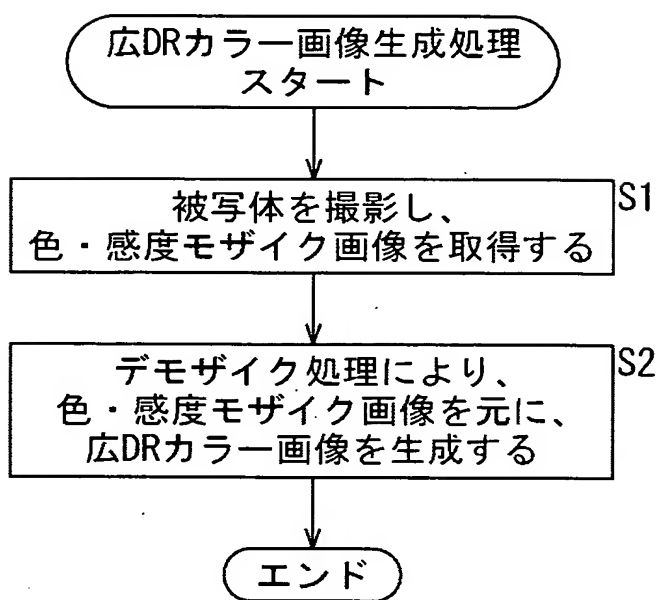 広DRカラー画像生成処理
スタート
被写体を撮影し、
色・感度モザイク画像を取得する
S1
デモザイク処理により、
色・感度モザイク画像を元に、
広DRカラー画像を生成する
S2
エンド